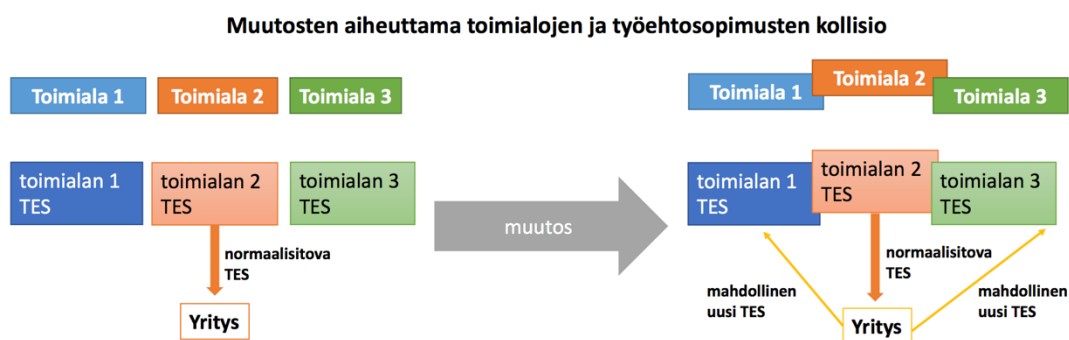 Muutosten aiheuttama toimialojen ja työehtosopimusten kollisio
Toimiala 1
Toimiala 2
Toimiala 3
toimialan 1
TES
toimialan 2
TES
toimialan 3
TES
normaalisitova
TES
Yritys
muutos
Toimiala 1
Toimiala 2
Toimiala 3
toimialan 1
TES
toimialan 2
TES
toimialan 3
TES
normaalisitova
TES
mahdollinen
uusi TES
mahdollinen
uusi TES
Yritys